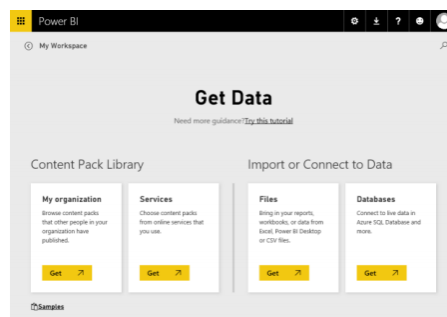 Power BI
?
My Workspace
Get Data
Need more guidance? Try this tutorial
Content Pack Library
Import or Connect to Data
My organization
Browse content packs
that other people in your
organization have
published.
Get
Services
Choose content packs
from online services that
you use.
Get
Files
Bring in your reports,
workbooks, or data from
Excel, Power BI Desktop
or CSV files.
Get
Databases
Connect to live data in
Azure SQL Database and
more.
Get
Samples